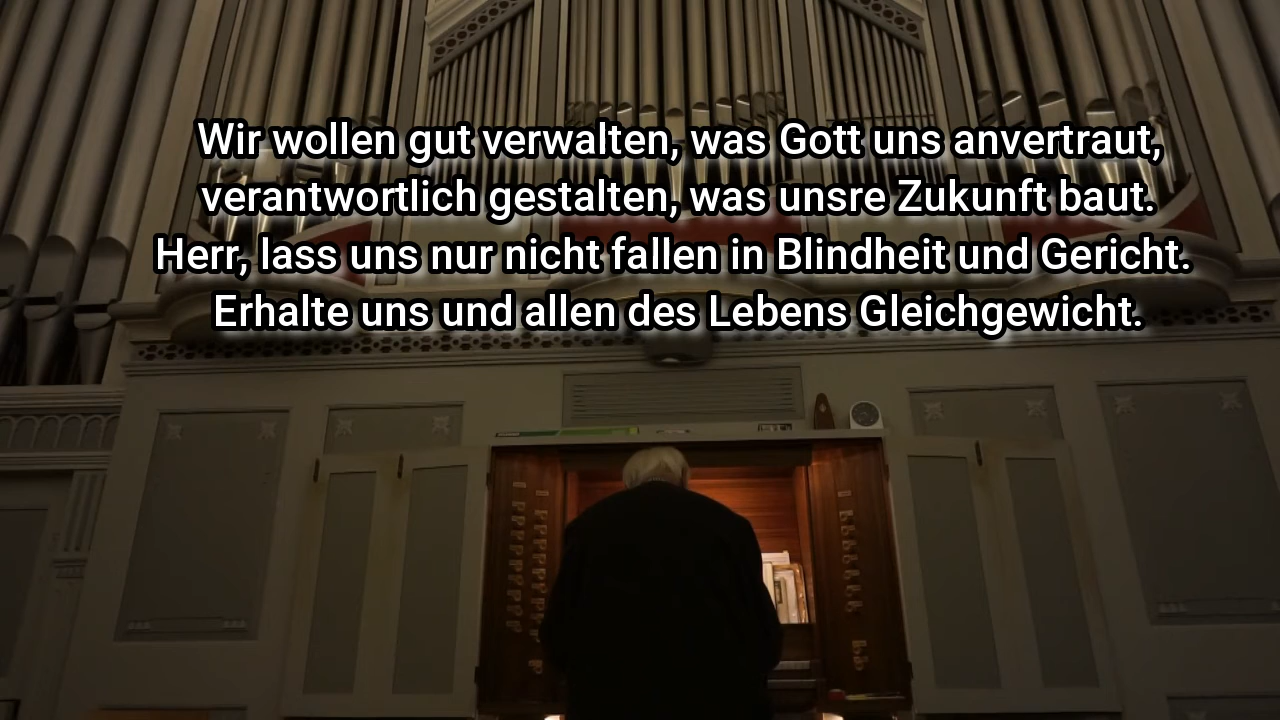 Wir wollen gut verwalten, was Gott uns anvertraut,
verantwortlich gestalten, was unsre Zukunft baut.
Herr, lass uns nur nicht fallen in Blindheit und Gericht.
Erhalte uns und allen des Lebens Gleichgewicht.